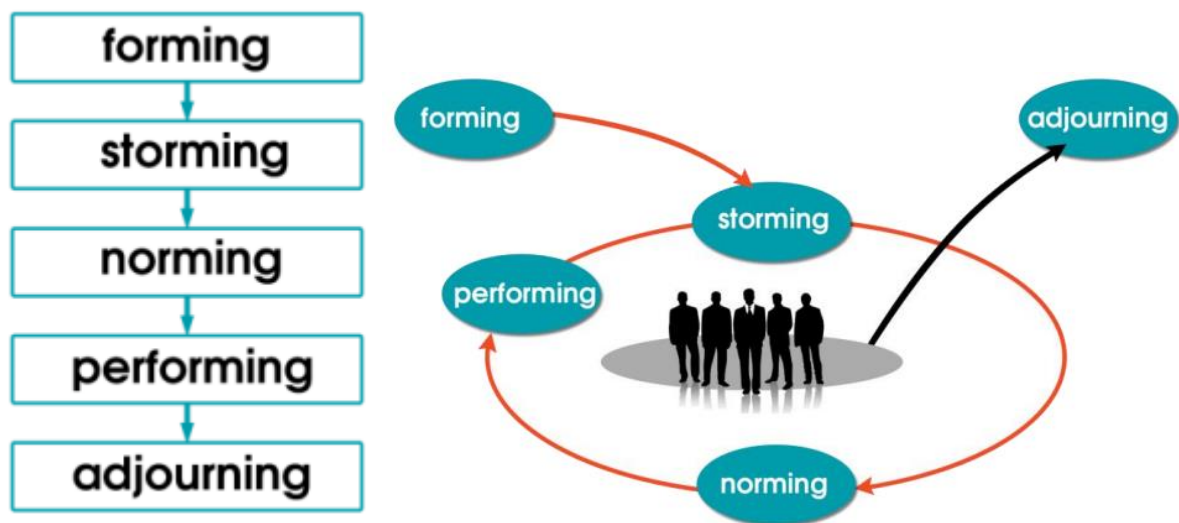 forming
storming
norming
performing
adjourning
forming
adjourning
storming
performing
norming